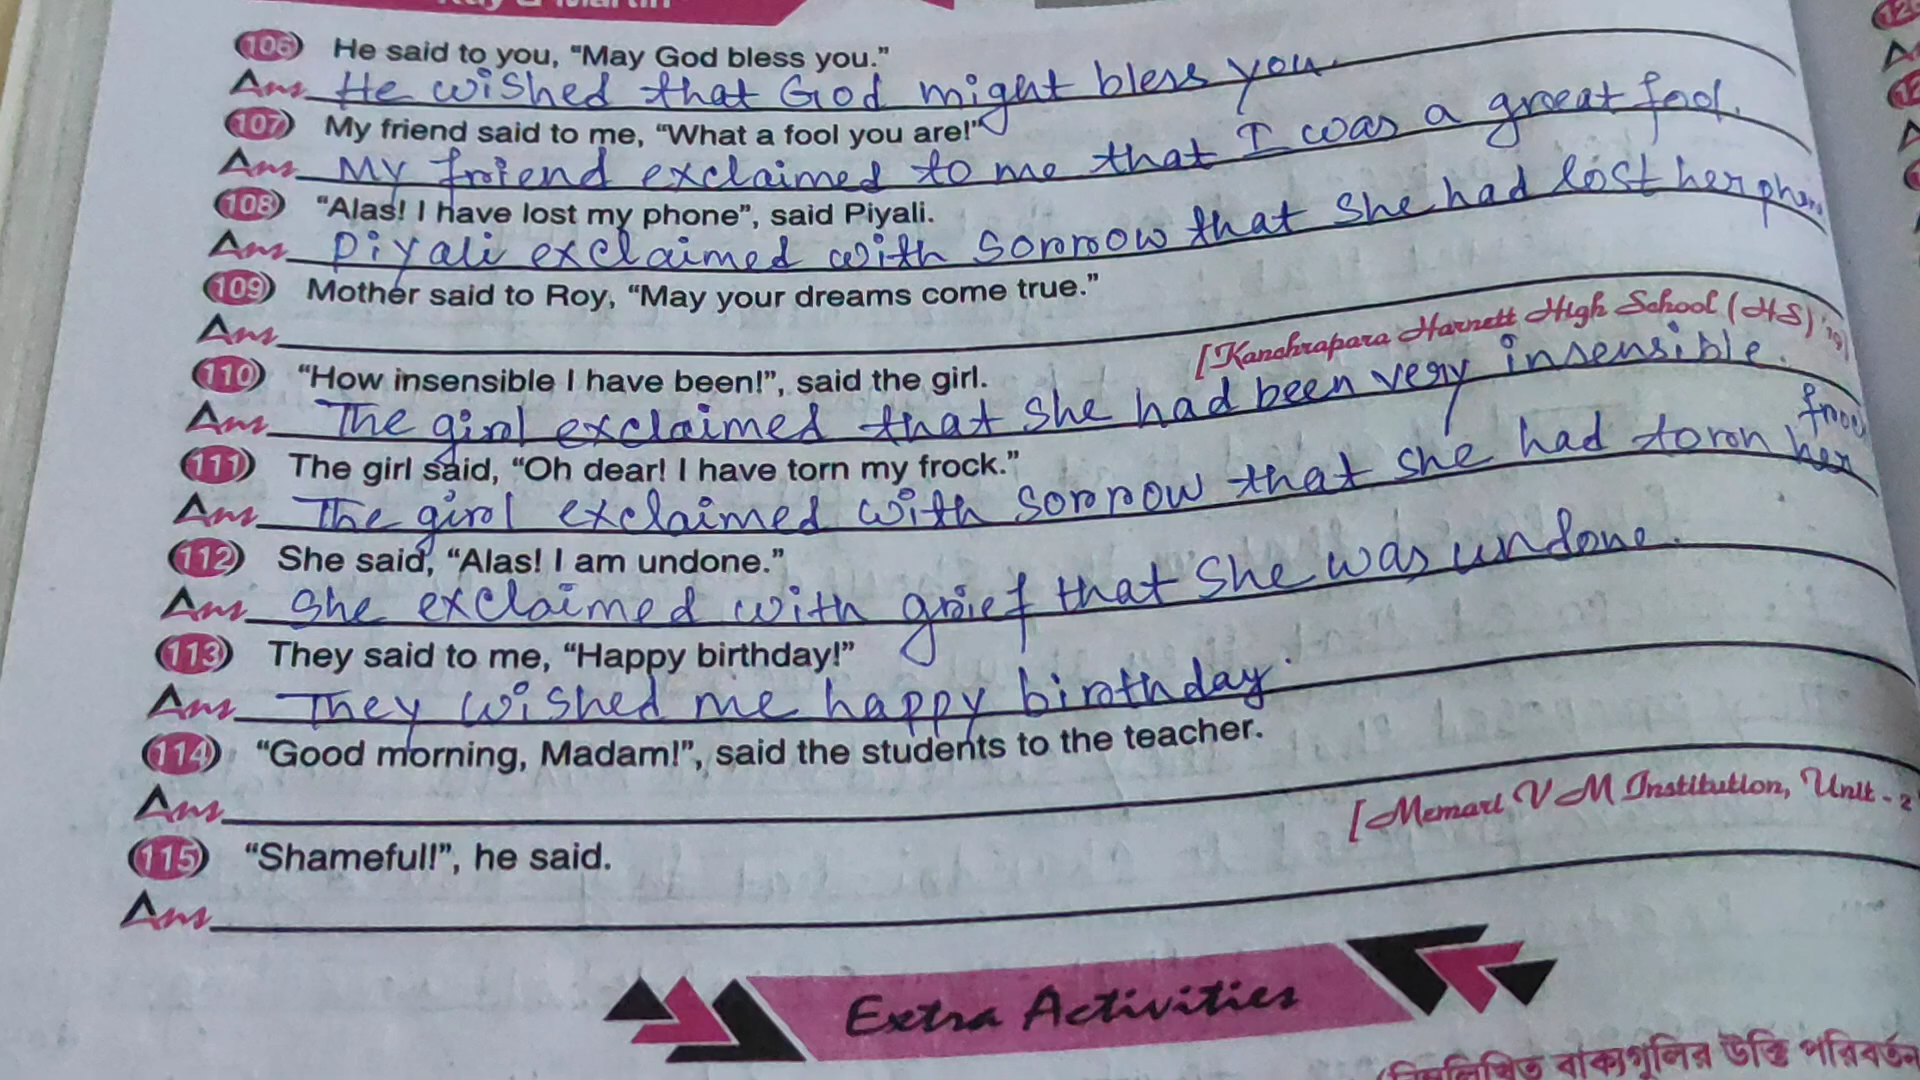 106 He said to you, “May God bless you.”
Ans He wished that God might bless you.
107 My friend said to me, “What a fool you are!”
Ans My friend exclaimed to me that I was a great fool.
108 “Alas! I have lost my phone”, said Piyali.
Ans Piyali exclaimed with sorrow that she had lost her phone
109 Mother said to Roy, “May your dreams come true.”
Ans
[Kanchrapara Harnett High School (HS)'19]
110 “How insensible I have been!”, said the girl.
Ans The girl exclaimed that she had been very insensible.
111 The girl said, “Oh dear! I have torn my frock.”
Ans The girl exclaimed with sorrow that she had torn her frock
112 She said, “Alas! I am undone.”
Ans She exclaimed with grief that she was undone.
113 They said to me, “Happy birthday!”
Ans They wished me happy birthday.
114 “Good morning, Madam!”, said the students to the teacher.
Ans
[Memari V M Institution, Unit - 2
115 “Shameful!”, he said.
Ans
Extra Activities
বাক্যগুলির উক্তি পরিবর্তন